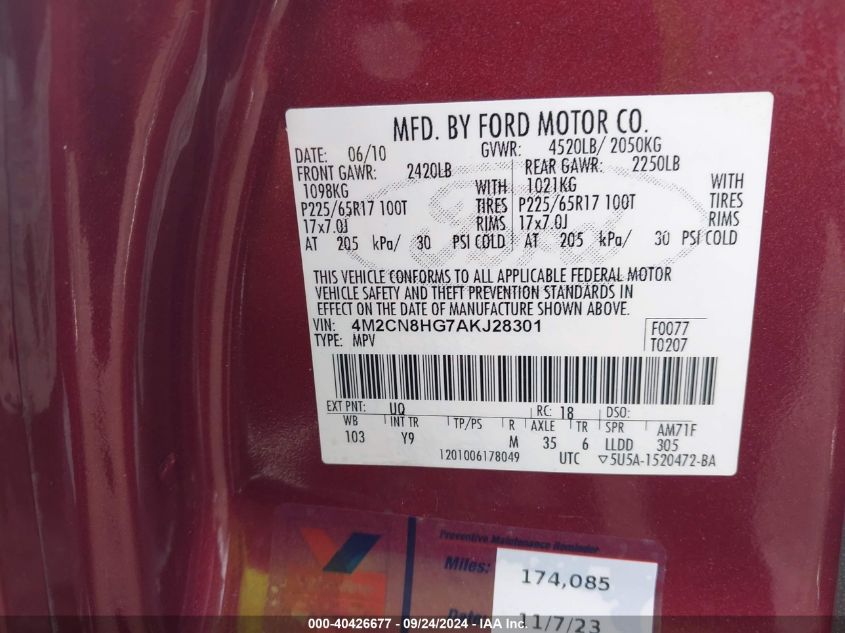 MFD. BY FORD MOTOR CO.
DATE: 06/10 GVWR: 4520LB/ 2050KG
FRONT GAWR: 2420LB REAR GAWR: 2250LB
1098KG WITH 1021KG WITH
P225/65R17 100T TIRES P225/65R17 100T TIRES
17x7.0J RIMS 17x7.0J RIMS
AT 205 kPa/ 30 PSI COLD AT 205 kPa/ 30 PSI COLD
THIS VEHICLE CONFORMS TO ALL APPLICABLE FEDERAL MOTOR
VEHICLE SAFETY AND THEFT PREVENTION STANDARDS IN
EFFECT ON THE DATE OF MANUFACTURE SHOWN ABOVE.
VIN: 4M2CN8HG7AKJ28301 F0077
TYPE: MPV T0207
EXT PNT: UQ RC: 18 DSO:
WB INT TR TP/PS R AXLE TR SPR AM71F
103 Y9 M 35 6 LLDD 305
1201006178049 UTC ▽5U5A-1520472-BA
Preventive Maintenance Reminder
Miles: 174,085
Date: 11/7/23
000-40426677 - 09/24/2024 - IAA Inc.